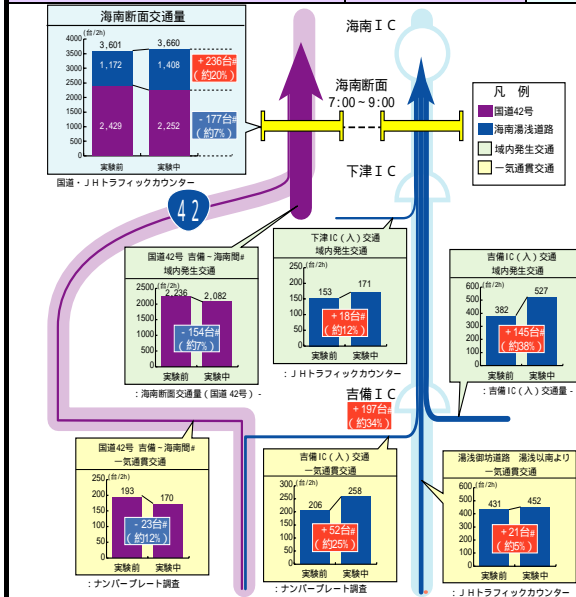 海南断面交通量
(台/2h)
4000
3500
3000
2500
2000
1500
1000
500
0
3,601
3,660
1,172
1,408
2,429
2,252
+236台#
(約20%)
-177台#
(約7%)
実験前
実験中
国道・JHトラフィックカウンター
海南IC
海南断面
7:00~9:00
凡 例
国道42号
海南湯浅道路
域内発生交通
一気通貫交通
下津IC
42
国道42号 吉備~海南間#
域内発生交通
(台/2h)
2500
2000
1500
1000
500
0
2,236
2,082
-154台#
(約7%)
実験前
実験中
:海南断面交通量(国道42号)-
下津IC(入)交通
域内発生交通
(台/2h)
250
200
150
100
50
0
153
171
+18台#
(約12%)
実験前
実験中
:JHトラフィックカウンター
吉備IC(入)交通
域内発生交通
(台/2h)
600
500
400
300
200
100
0
382
527
+145台#
(約38%)
実験前
実験中
:吉備IC(入)交通量-
吉備IC
+197台#
(約34%)
国道42号 吉備~海南間#
一気通貫交通
(台/2h)
250
200
150
100
50
0
193
170
-23台#
(約12%)
実験前
実験中
:ナンバープレート調査
吉備IC(入)交通
一気通貫交通
(台/2h)
300
250
200
150
100
50
0
206
258
+52台#
(約25%)
実験前
実験中
:ナンバープレート調査
湯浅御坊道路 湯浅以南より
一気通貫交通
(台/2h)
600
500
400
300
200
100
0
431
452
+21台#
(約5%)
実験前
実験中
:JHトラフィックカウンター